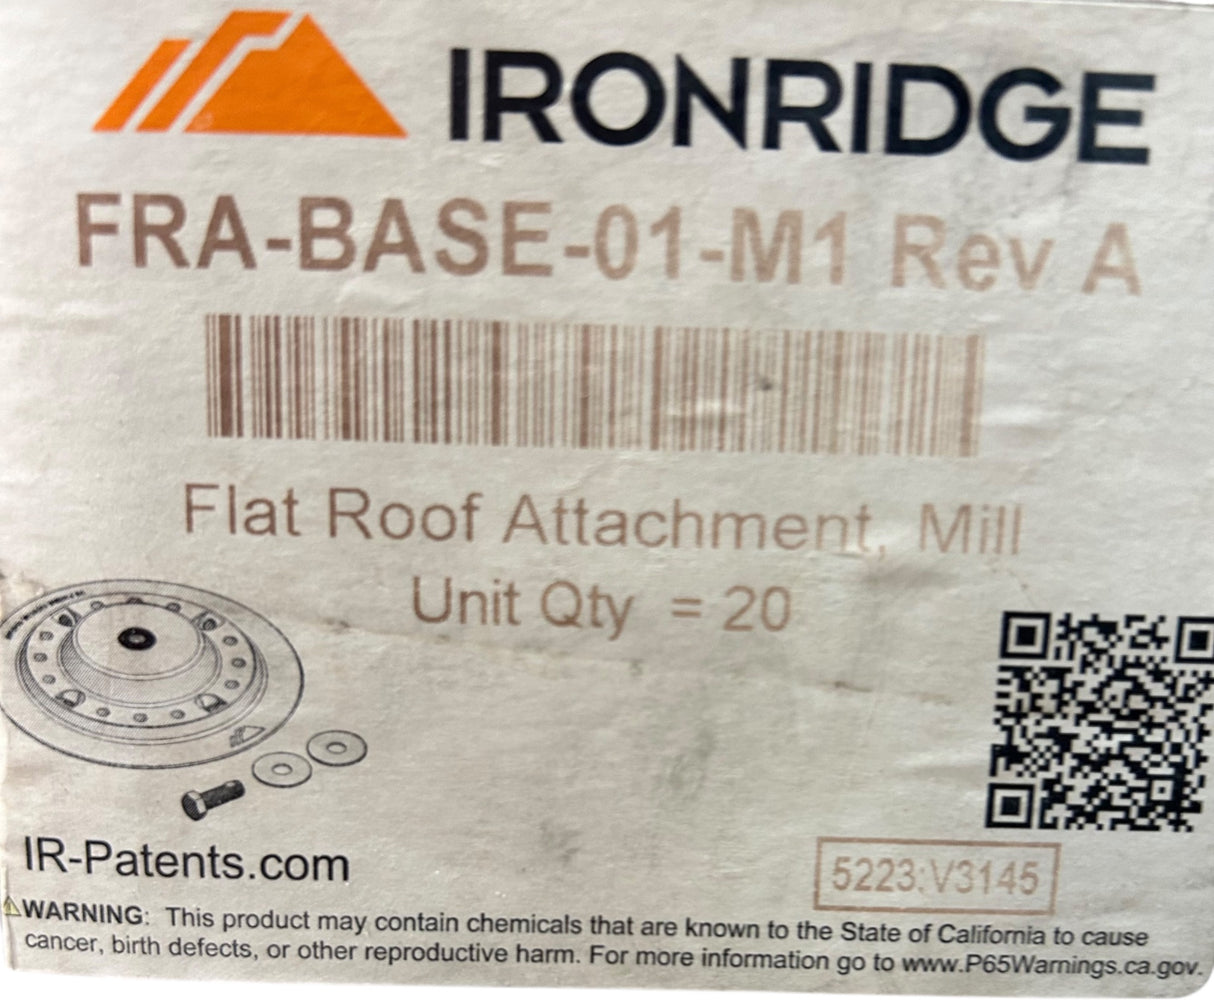 IRONRIDGE
FRA-BASE-01-M1 Rev A
Flat Roof Attachment, Mill
Unit Qty = 20
IR-Patents.com
5223:V3145
WARNING: This product may contain chemicals that are known to the State of California to cause
cancer, birth defects, or other reproductive harm. For more information go to www.P65Warnings.ca.gov.